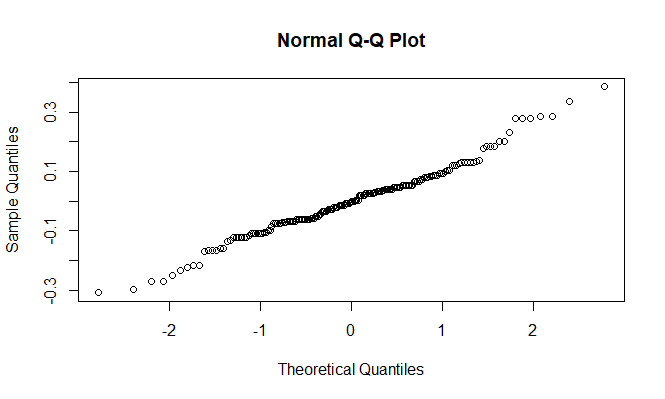 Normal Q-Q Plot
Sample Quantiles
0.3
0.1
-0.1
-0.3
-2 -1 0 1 2
Theoretical Quantiles